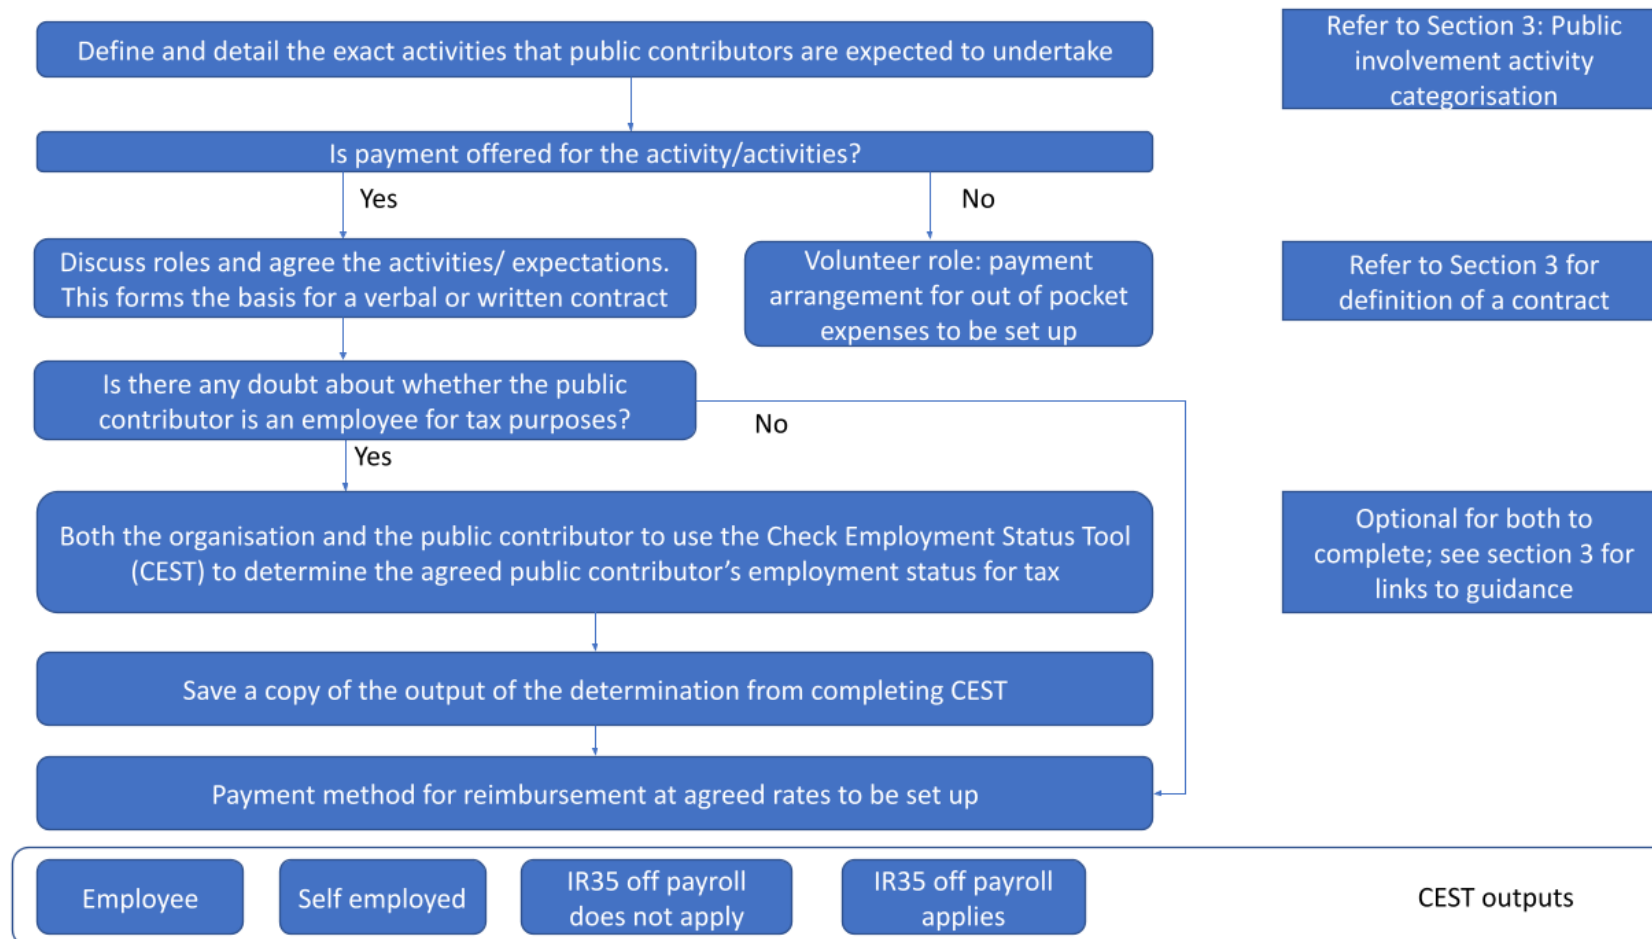 Define and detail the exact activities that public contributors are expected to undertake
Refer to Section 3: Public
involvement activity
categorisation
Is payment offered for the activity/activities?
Yes
No
Discuss roles and agree the activities/ expectations.
This forms the basis for a verbal or written contract
Volunteer role: payment
arrangement for out of pocket
expenses to be set up
Refer to Section 3 for
definition of a contract
Is there any doubt about whether the public
contributor is an employee for tax purposes?
No
Yes
Both the organisation and the public contributor to use the Check Employment Status Tool
(CEST) to determine the agreed public contributor's employment status for tax
Optional for both to
complete; see section 3 for
links to guidance
Save a copy of the output of the determination from completing CEST
Payment method for reimbursement at agreed rates to be set up
Employee
Self employed
IR35 off payroll
does not apply
IR35 off payroll
applies
CEST outputs